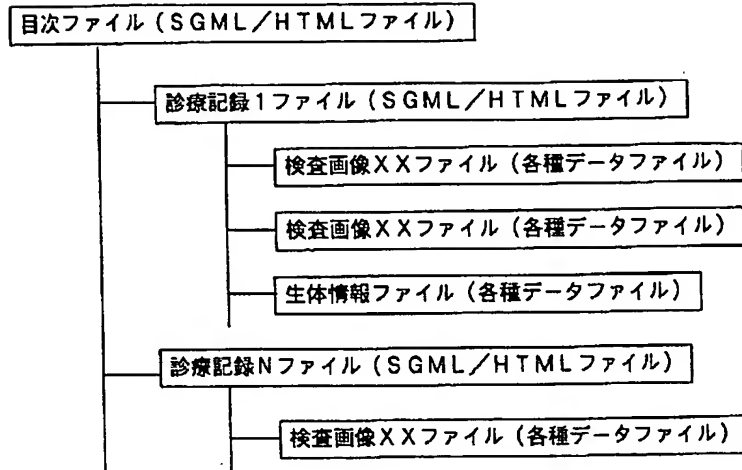 目次ファイル（ＳＧＭＬ／ＨＴＭＬファイル）
診療記録１ファイル（ＳＧＭＬ／ＨＴＭＬファイル）
検査画像ＸＸファイル（各種データファイル）
検査画像ＸＸファイル（各種データファイル）
生体情報ファイル（各種データファイル）
診療記録Ｎファイル（ＳＧＭＬ／ＨＴＭＬファイル）
検査画像ＸＸファイル（各種データファイル）